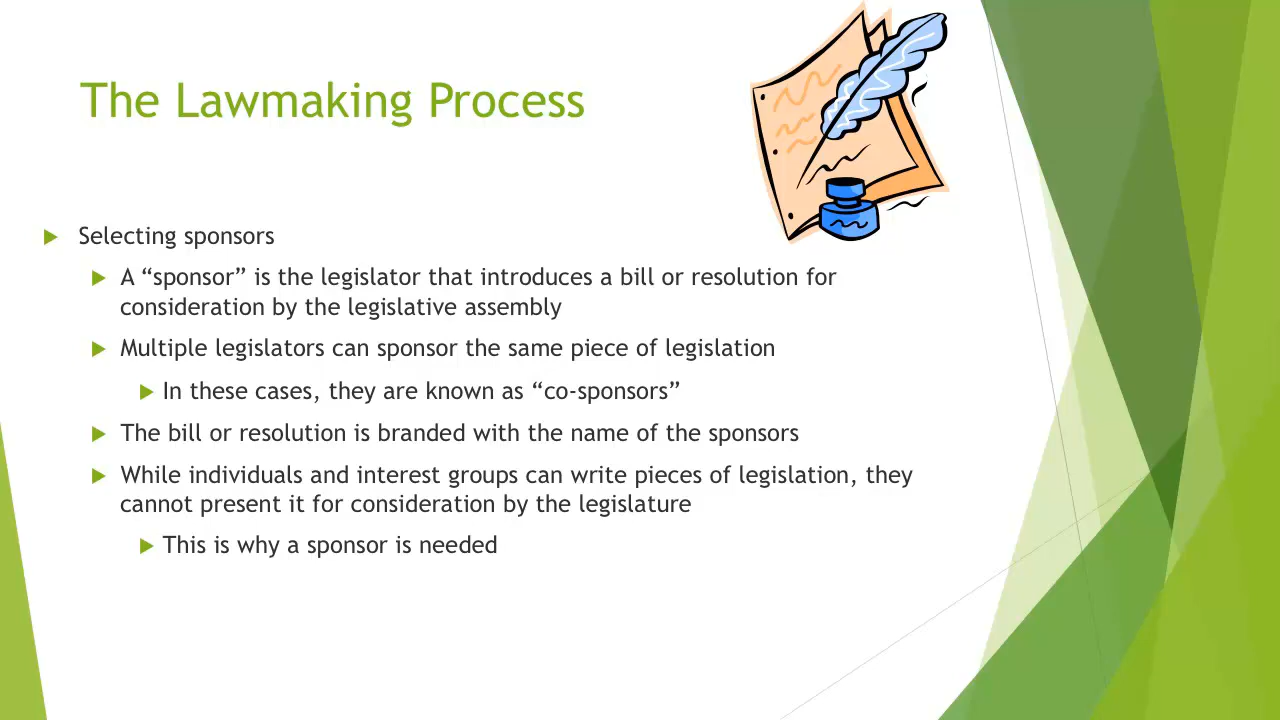 The Lawmaking Process
Selecting sponsors
A “sponsor” is the legislator that introduces a bill or resolution for
consideration by the legislative assembly
Multiple legislators can sponsor the same piece of legislation
In these cases, they are known as “co-sponsors”
The bill or resolution is branded with the name of the sponsors
While individuals and interest groups can write pieces of legislation, they
cannot present it for consideration by the legislature
This is why a sponsor is needed